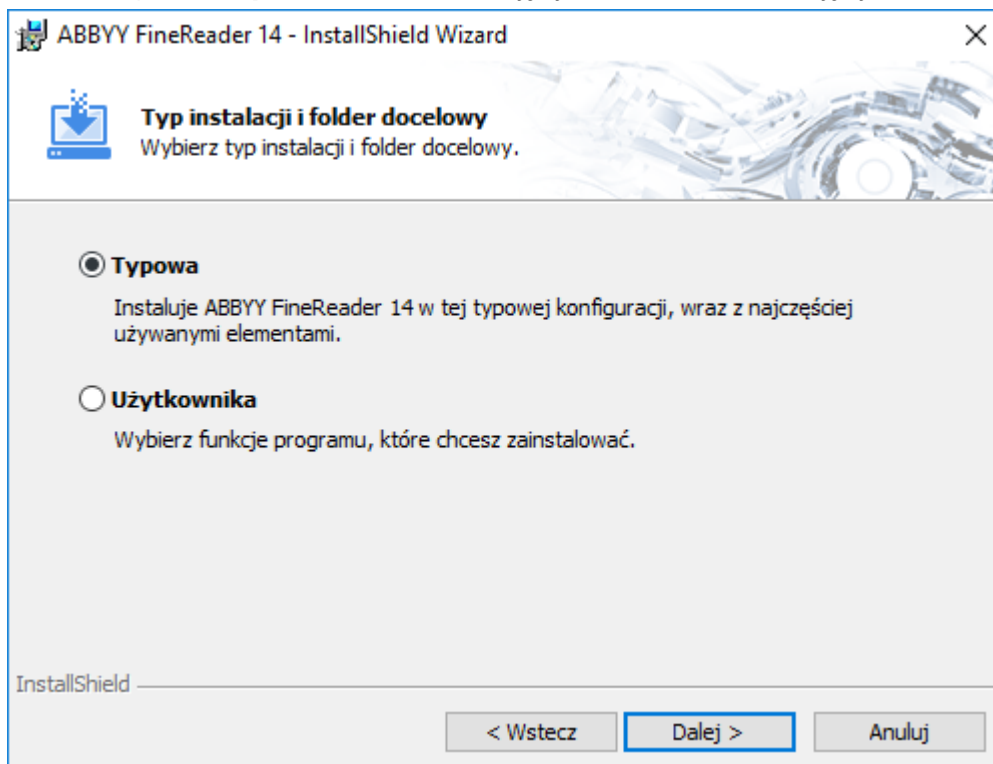 ABBYY FineReader 14 - InstallShield Wizard
Typ instalacji i folder docelowy
Wybierz typ instalacji i folder docelowy.
Typowa
Instaluje ABBYY FineReader 14 w tej typowej konfiguracji, wraz z najczęściej
używanymi elementami.
Użytkownika
Wybierz funkcje programu, które chcesz zainstalować.
InstallShield
< Wstecz
Dalej >
Anuluj